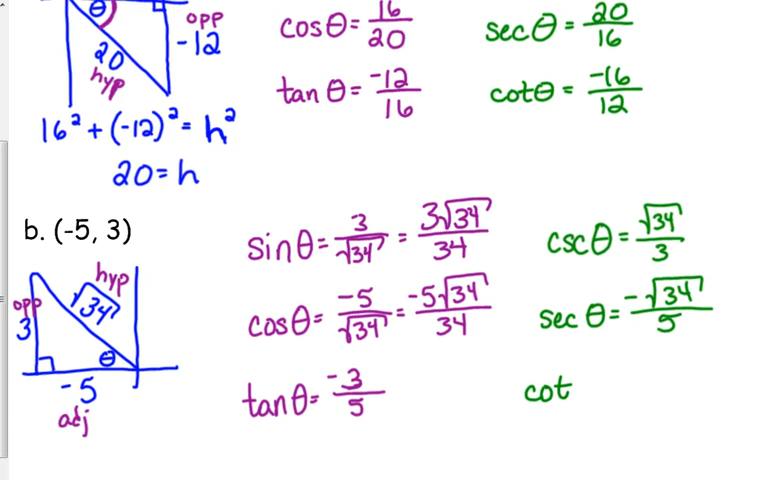 θ opp
-12
20
hyp
cosθ = 16/20
secθ = 20/16
tanθ = -12/16
cotθ = -16/12
16² + (-12)² = h²
20 = h
b. (-5, 3)
sinθ = 3/√34 = 3√34/34
cscθ = √34/3
hyp
opp
√34
3
θ
-5
adj
cosθ = -5/√34 = -5√34/34
secθ = -√34/5
tanθ = -3/5
cot